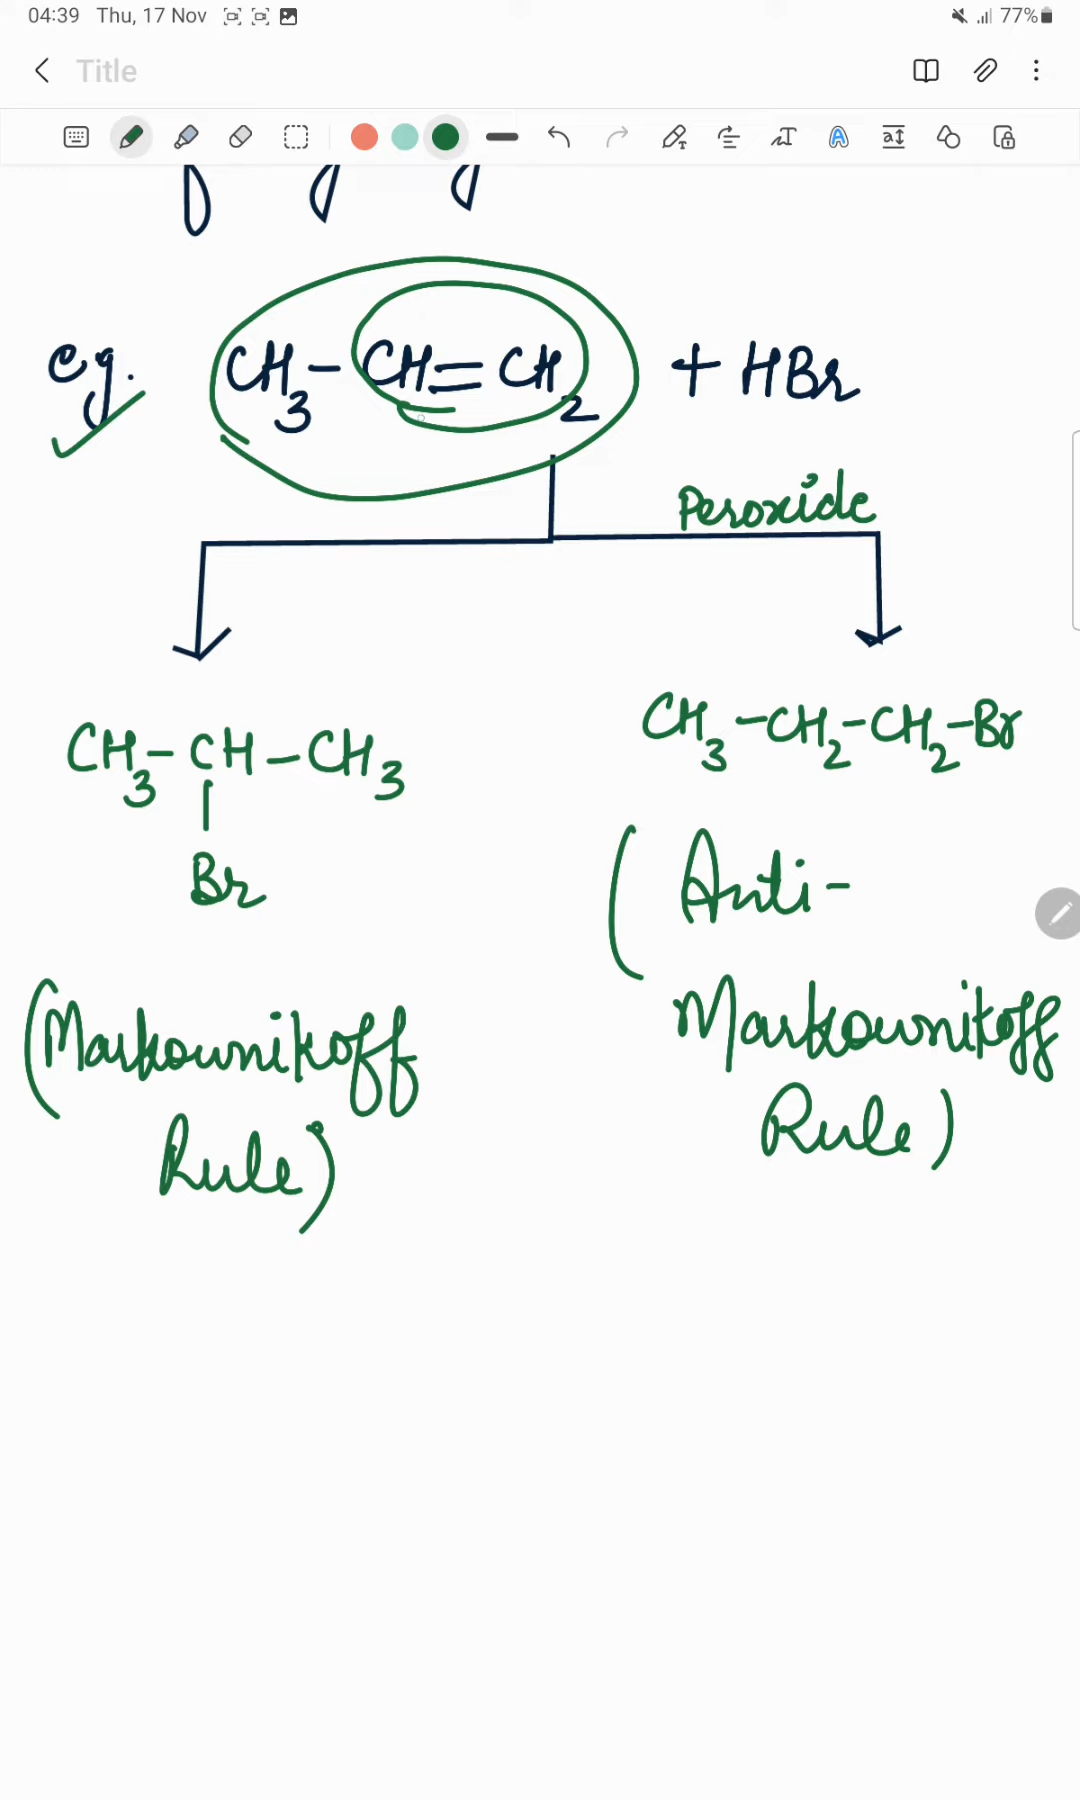 04:39 Thu, 17 Nov 77%
Title
e.g. CH3-CH=CH2 + HBr
Peroxide
CH3-CH-CH3
Br
CH3-CH2-CH2-Br
(Markownikoff
Rule)
(Anti-
Markownikoff
Rule)